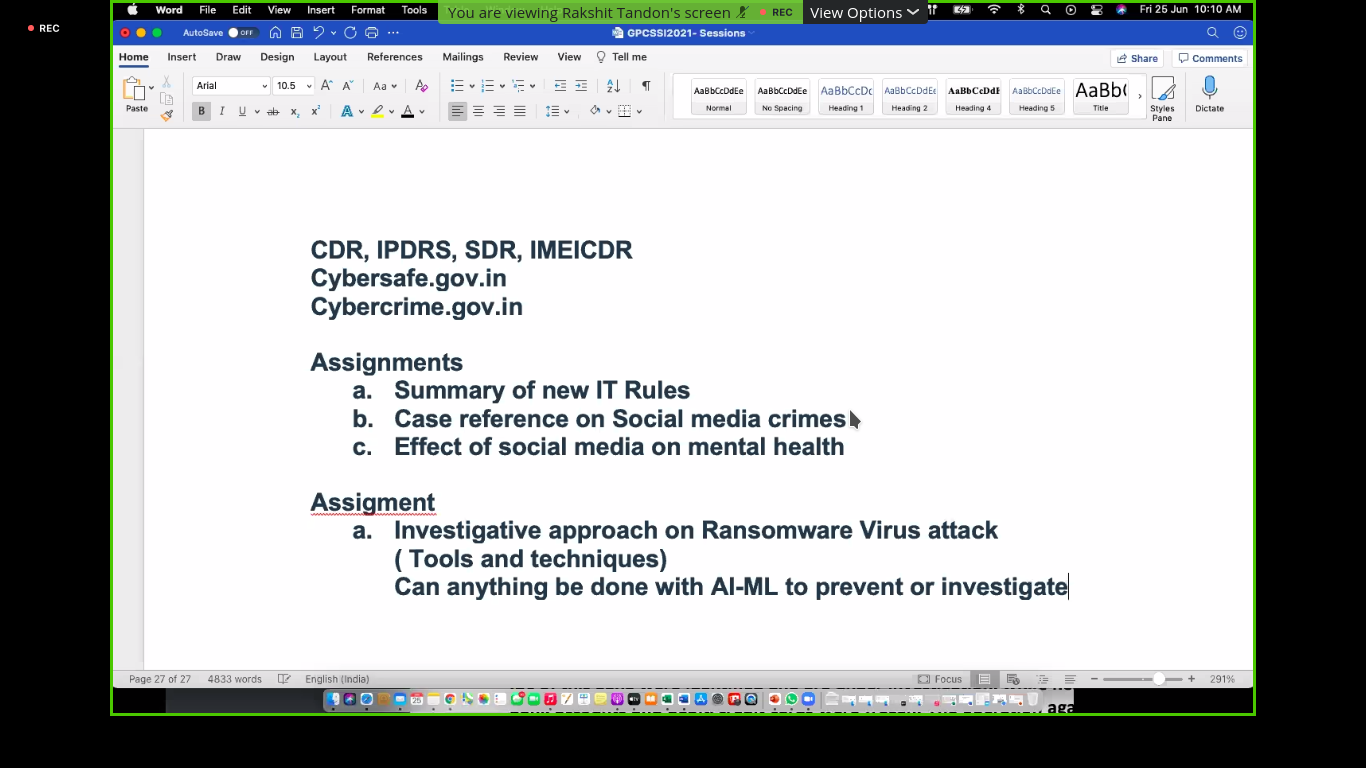 REC
Word File Edit View Insert Format Tools Fri 25 Jun 10:10 AM
You are viewing Rakshit Tandon's screen REC View Options
AutoSave OFF GPCSSI2021- Sessions
Home Insert Draw Design Layout References Mailings Review View Tell me Share Comments
Paste Arial 10.5 A A Aa A
B I U ab x₂ x² A A
AaBbCcDdEe AaBbCcDdEe AaBbCcDc AaBbCcDdEe AaBbCcDdE AaBbCcDdEe AaBb(
Normal No Spacing Heading 1 Heading 2 Heading 4 Heading 5 Title
Styles Pane Dictate
CDR, IPDRS, SDR, IMEICDR
Cybersafe.gov.in
Cybercrime.gov.in
Assignments
a. Summary of new IT Rules
b. Case reference on Social media crimes
c. Effect of social media on mental health
Assigment
a. Investigative approach on Ransomware Virus attack
( Tools and techniques)
Can anything be done with AI-ML to prevent or investigate
Page 27 of 27 4833 words English (India) Focus 291%